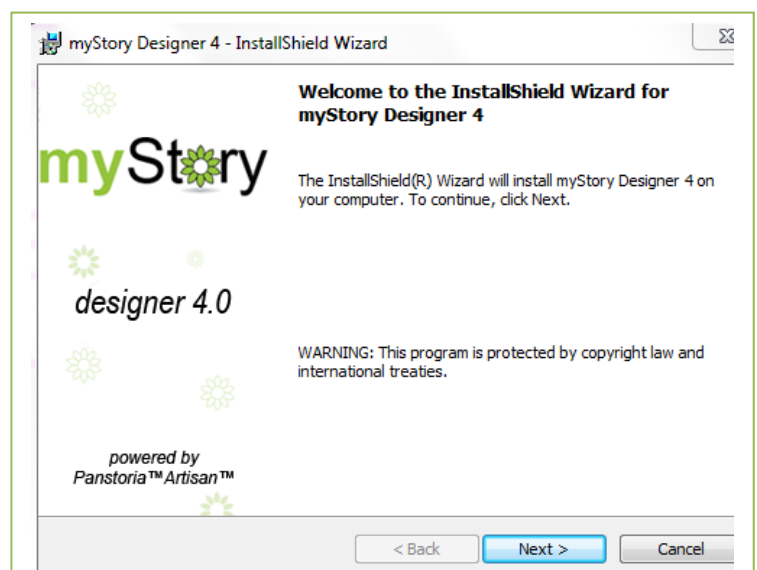 myStory Designer 4 - InstallShield Wizard
Welcome to the InstallShield Wizard for
myStory Designer 4
myStory
The InstallShield(R) Wizard will install myStory Designer 4 on
your computer. To continue, click Next.
designer 4.0
WARNING: This program is protected by copyright law and
international treaties.
powered by
Panstoria™Artisan™
< Back Next > Cancel